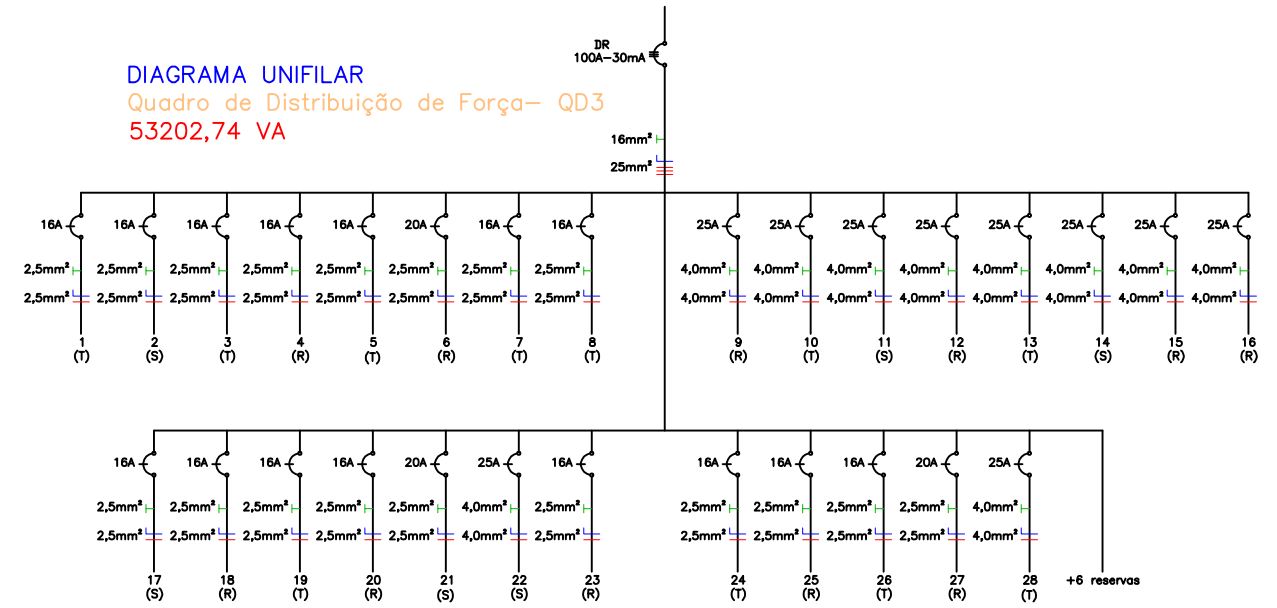 DR
100A-30mA
DIAGRAMA UNIFILAR
Quadro de Distribuição de Força- QD3
53202,74 VA
16mm²
25mm²
16A 16A 16A 16A 16A 20A 16A 16A 25A 25A 25A 25A 25A 25A 25A 25A
2,5mm² 2,5mm² 2,5mm² 2,5mm² 2,5mm² 2,5mm² 2,5mm² 2,5mm² 4,0mm² 4,0mm² 4,0mm² 4,0mm² 4,0mm² 4,0mm² 4,0mm² 4,0mm²
2,5mm² 2,5mm² 2,5mm² 2,5mm² 2,5mm² 2,5mm² 2,5mm² 2,5mm² 4,0mm² 4,0mm² 4,0mm² 4,0mm² 4,0mm² 4,0mm² 4,0mm² 4,0mm²
1 2 3 4 5 6 7 8 9 10 11 12 13 14 15 16
(T) (S) (T) (R) (T) (R) (T) (T) (R) (T) (S) (R) (T) (S) (R) (R)
16A 16A 16A 16A 20A 25A 16A 16A 16A 16A 20A 25A
2,5mm² 2,5mm² 2,5mm² 2,5mm² 2,5mm² 4,0mm² 2,5mm² 2,5mm² 2,5mm² 2,5mm² 2,5mm² 4,0mm²
2,5mm² 2,5mm² 2,5mm² 2,5mm² 2,5mm² 4,0mm² 2,5mm² 2,5mm² 2,5mm² 2,5mm² 2,5mm² 4,0mm²
17 18 19 20 21 22 23 24 25 26 27 28 +6 reservas
(S) (R) (T) (R) (S) (S) (R) (T) (R) (T) (R) (T)